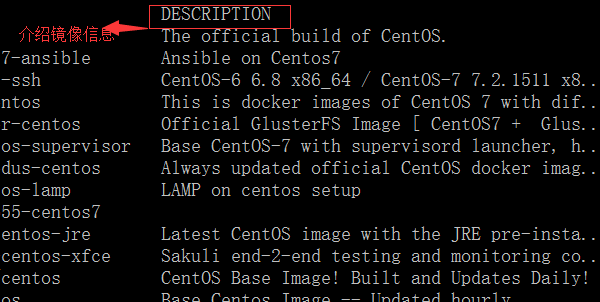 DESCRIPTION
介绍镜像信息 The official build of CentOS.
7-ansible Ansible on Centos7
-ssh CentOS-6 6.8 x86_64 / CentOS-7 7.2.1511 x8..
ntos This is docker images of CentOS 7 with dif..
r-centos Official GlusterFS Image [ CentOS7 + Glus..
os-supervisor Base CentOS-7 with supervisord launcher, h..
dus-centos Always updated official CentOS docker imag..
os-lamp LAMP on centos setup
55-centos7
entos-jre Latest CentOS image with the JRE pre-insta..
centos-xfce Sakuli end-2-end testing and monitoring co..
centos CentOS Base Image! Built and Updates Daily!
os Base Centos Image -- Updated hourly